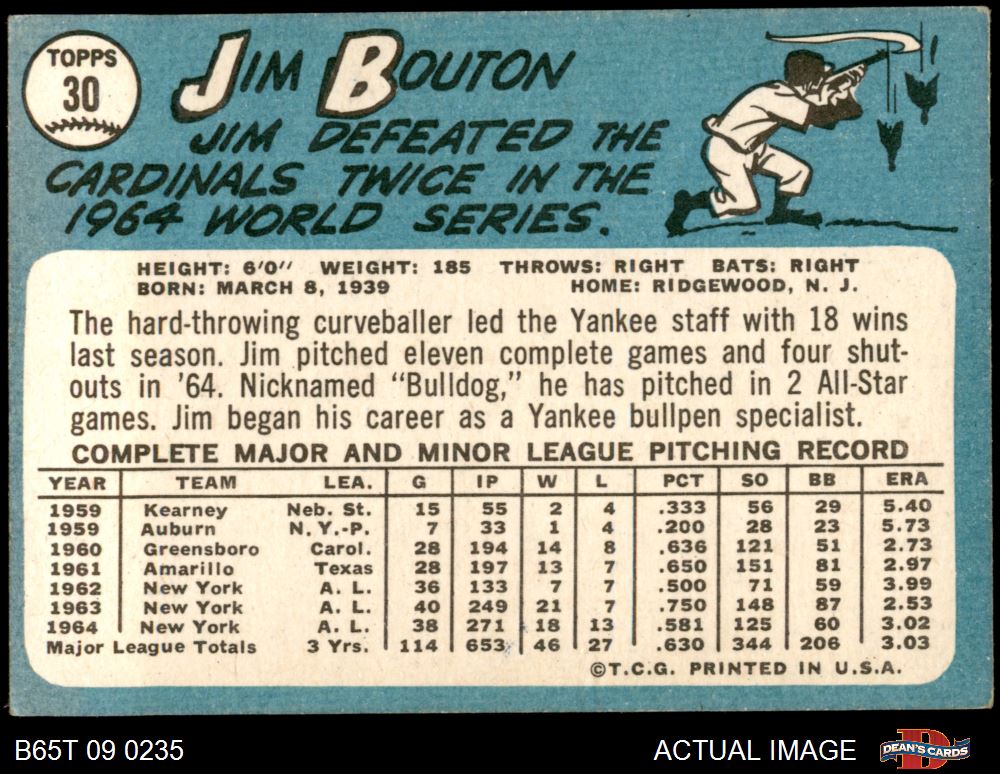 TOPPS
30
JIM BOUTON
JIM DEFEATED THE
CARDINALS TWICE IN THE
1964 WORLD SERIES.
HEIGHT: 6'0" WEIGHT: 185 THROWS: RIGHT BATS: RIGHT
BORN: MARCH 8, 1939 HOME: RIDGEWOOD, N. J.
The hard-throwing curveballer led the Yankee staff with 18 wins
last season. Jim pitched eleven complete games and four shut-
outs in '64. Nicknamed "Bulldog," he has pitched in 2 All-Star
games. Jim began his career as a Yankee bullpen specialist.
COMPLETE MAJOR AND MINOR LEAGUE PITCHING RECORD
YEAR TEAM LEA. G IP W L PCT SO BB ERA
1959 Kearney Neb. St. 15 55 2 4 .333 56 29 5.40
1959 Auburn N. Y.-P. 7 33 1 4 .200 28 23 5.73
1960 Greensboro Carol. 28 194 14 8 .636 121 51 2.73
1961 Amarillo Texas 28 197 13 7 .650 151 81 2.97
1962 New York A. L. 36 133 7 7 .500 71 59 3.99
1963 New York A. L. 40 249 21 7 .750 148 87 2.53
1964 New York A. L. 38 271 18 13 .581 125 60 3.02
Major League Totals 3 Yrs. 114 653 46 27 .630 344 206 3.03
©T.C.G. PRINTED IN U.S.A.
B65T 09 0235 ACTUAL IMAGE DEAN'S CARDS